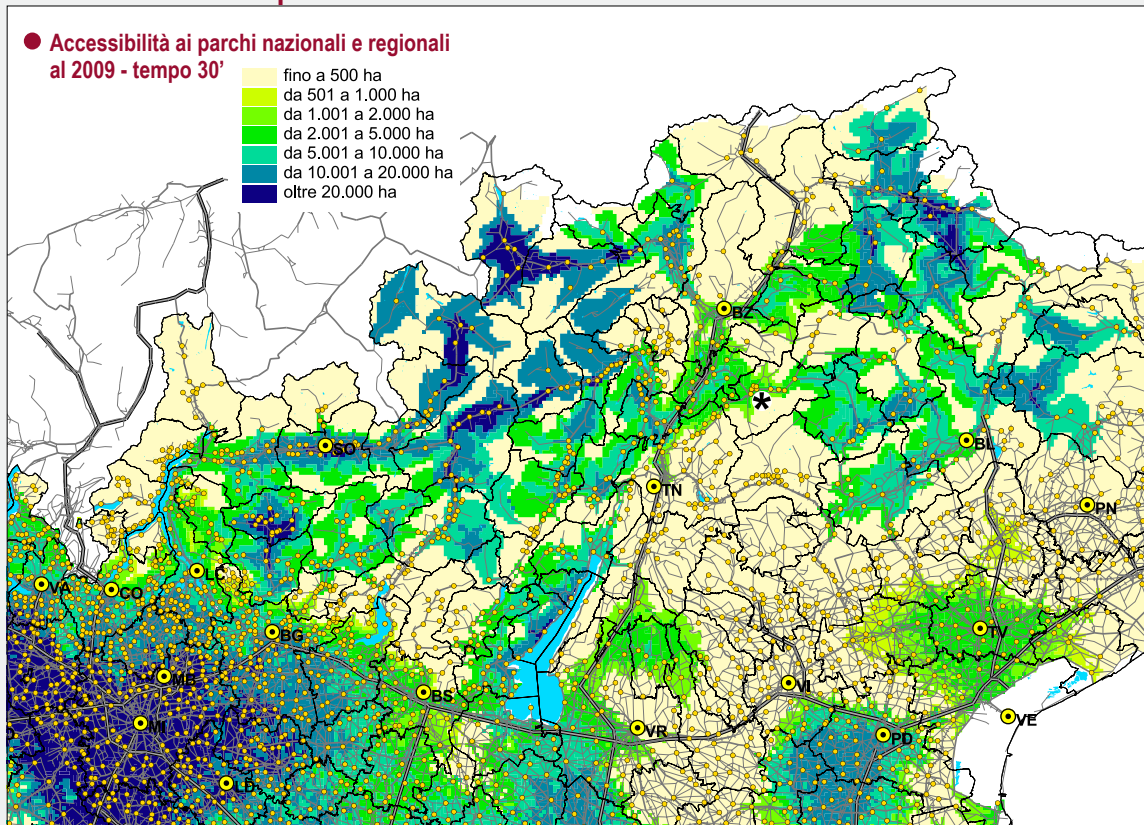 Accessibilità ai parchi nazionali e regionali
al 2009 - tempo 30'
fino a 500 ha
da 501 a 1.000 ha
da 1.001 a 2.000 ha
da 2.001 a 5.000 ha
da 5.001 a 10.000 ha
da 10.001 a 20.000 ha
oltre 20.000 ha
BZ
*
SO
BL
TN
PN
LC
VA
CO
TV
BG
MB
BS
VI
VE
MI
VR
PD
LD